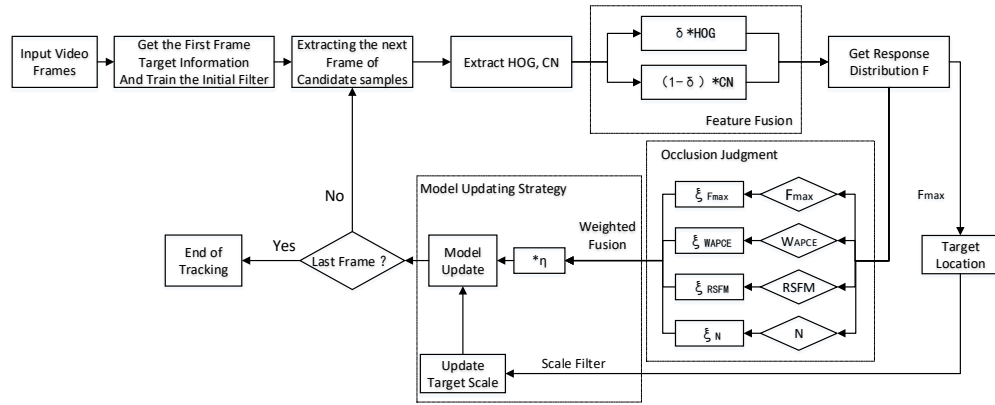 Input Video
Frames
Get the First Frame
Target Information
And Train the Initial Filter
Extracting the next
Frame of
Candidate samples
Extract HOG, CN
δ *HOG
(1-δ) *CN
Feature Fusion
Get Response
Distribution F
Fmax
Target
Location
Occlusion Judgment
ξ Fmax
Fmax
ξ WAPCE
WAPCE
ξ RSFM
RSFM
ξ N
N
Weighted
Fusion
Model Updating Strategy
*η
Model
Update
Update
Target Scale
Scale Filter
Last Frame ?
No
Yes
End of
Tracking